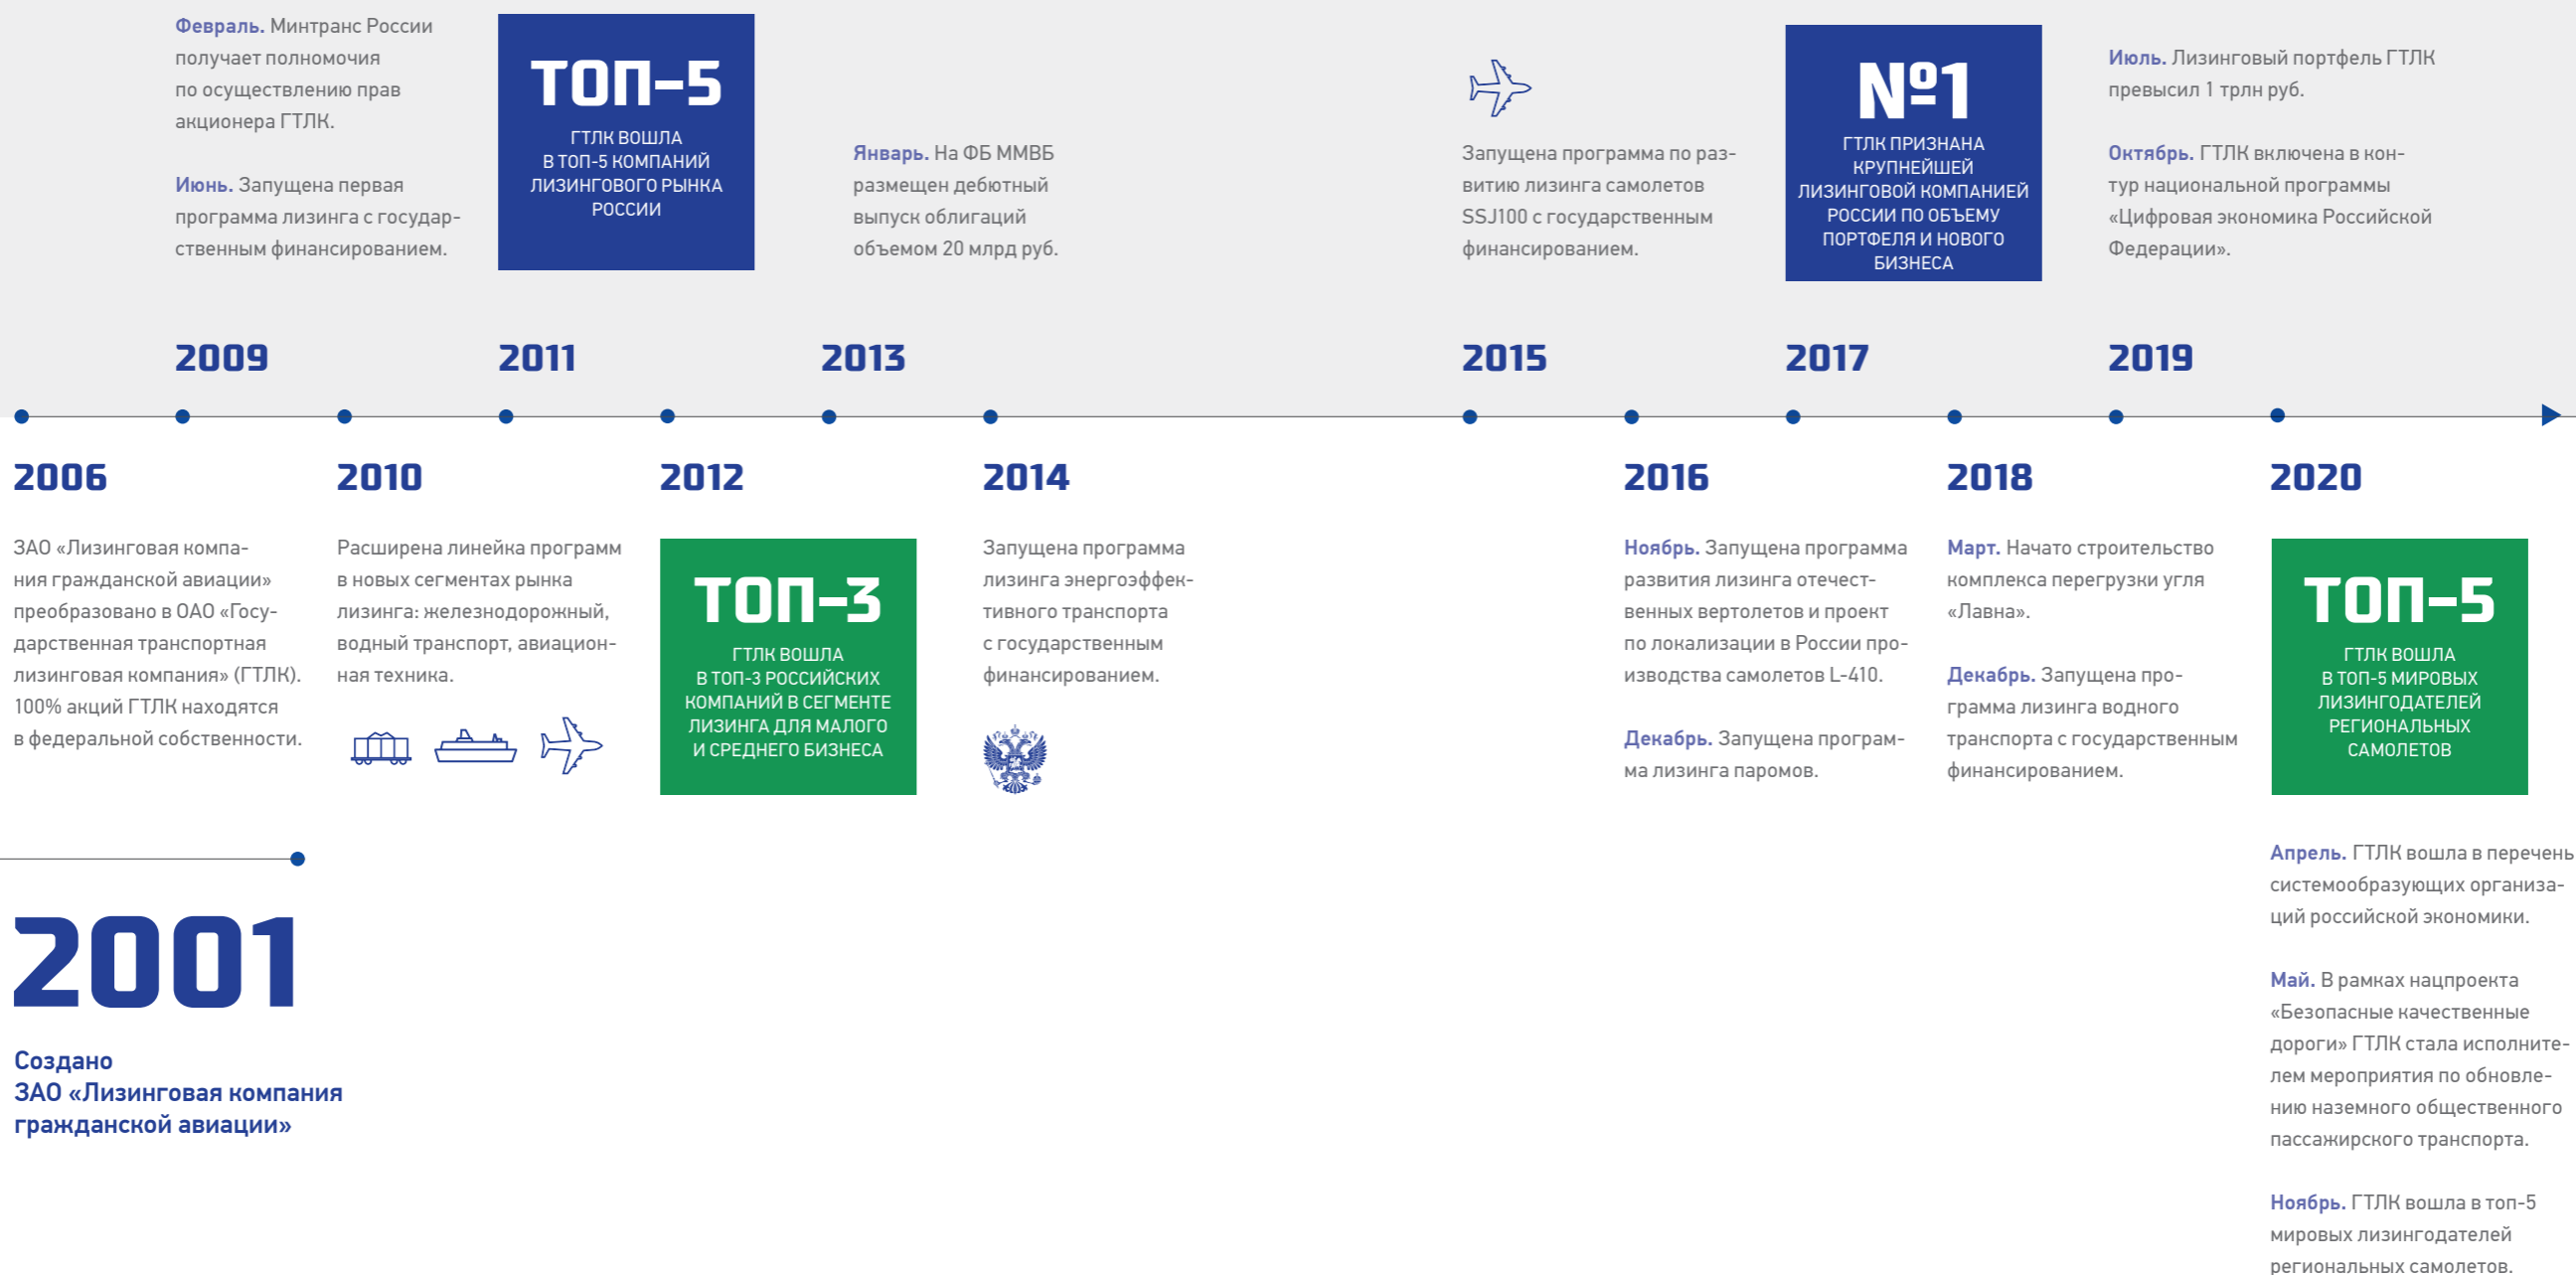 Февраль. Минтранс России
получает полномочия
по осуществлению прав
акционера ГТЛК.
Июнь. Запущена первая
программа лизинга с государ-
ственным финансированием.
2009
ТОП-5
ГТЛК ВОШЛА
В ТОП-5 КОМПАНИЙ
ЛИЗИНГОВОГО РЫНКА
РОССИИ
2011
Январь. На ФБ ММВБ
размещен дебютный
выпуск облигаций
объемом 20 млрд руб.
2013
Запущена программа по раз-
витию лизинга самолетов
SSJ100 с государственным
финансированием.
2015
№1
ГТЛК ПРИЗНАНА
КРУПНЕЙШЕЙ
ЛИЗИНГОВОЙ КОМПАНИЕЙ
РОССИИ ПО ОБЪЕМУ
ПОРТФЕЛЯ И НОВОГО
БИЗНЕСА
2017
Июль. Лизинговый портфель ГТЛК
превысил 1 трлн руб.
Октябрь. ГТЛК включена в кон-
тур национальной программы
«Цифровая экономика Российской
Федерации».
2019
2006
ЗАО «Лизинговая компа-
ния гражданской авиации»
преобразовано в ОАО «Госу-
дарственная транспортная
лизинговая компания» (ГТЛК).
100% акций ГТЛК находятся
в федеральной собственности.
2010
Расширена линейка программ
в новых сегментах рынка
лизинга: железнодорожный,
водный транспорт, авиацион-
ная техника.
2012
ТОП-3
ГТЛК ВОШЛА
В ТОП-3 РОССИЙСКИХ
КОМПАНИЙ В СЕГМЕНТЕ
ЛИЗИНГА ДЛЯ МАЛОГО
И СРЕДНЕГО БИЗНЕСА
2014
Запущена программа
лизинга энергоэффек-
тивного транспорта
с государственным
финансированием.
2016
Ноябрь. Запущена программа
развития лизинга отечест-
венных вертолетов и проект
по локализации в России про-
изводства самолетов L-410.
Декабрь. Запущена програм-
ма лизинга паромов.
2018
Март. Начато строительство
комплекса перегрузки угля
«Лавна».
Декабрь. Запущена про-
грамма лизинга водного
транспорта с государственным
финансированием.
2020
ТОП-5
ГТЛК ВОШЛА
В ТОП-5 МИРОВЫХ
ЛИЗИНГОДАТЕЛЕЙ
РЕГИОНАЛЬНЫХ
САМОЛЕТОВ
Апрель. ГТЛК вошла в перечень
системообразующих организа-
ций российской экономики.
Май. В рамках нацпроекта
«Безопасные качественные
дороги» ГТЛК стала исполните-
лем мероприятия по обновле-
нию наземного общественного
пассажирского транспорта.
Ноябрь. ГТЛК вошла в топ-5
мировых лизингодателей
региональных самолетов.
2001
Создано
ЗАО «Лизинговая компания
гражданской авиации»